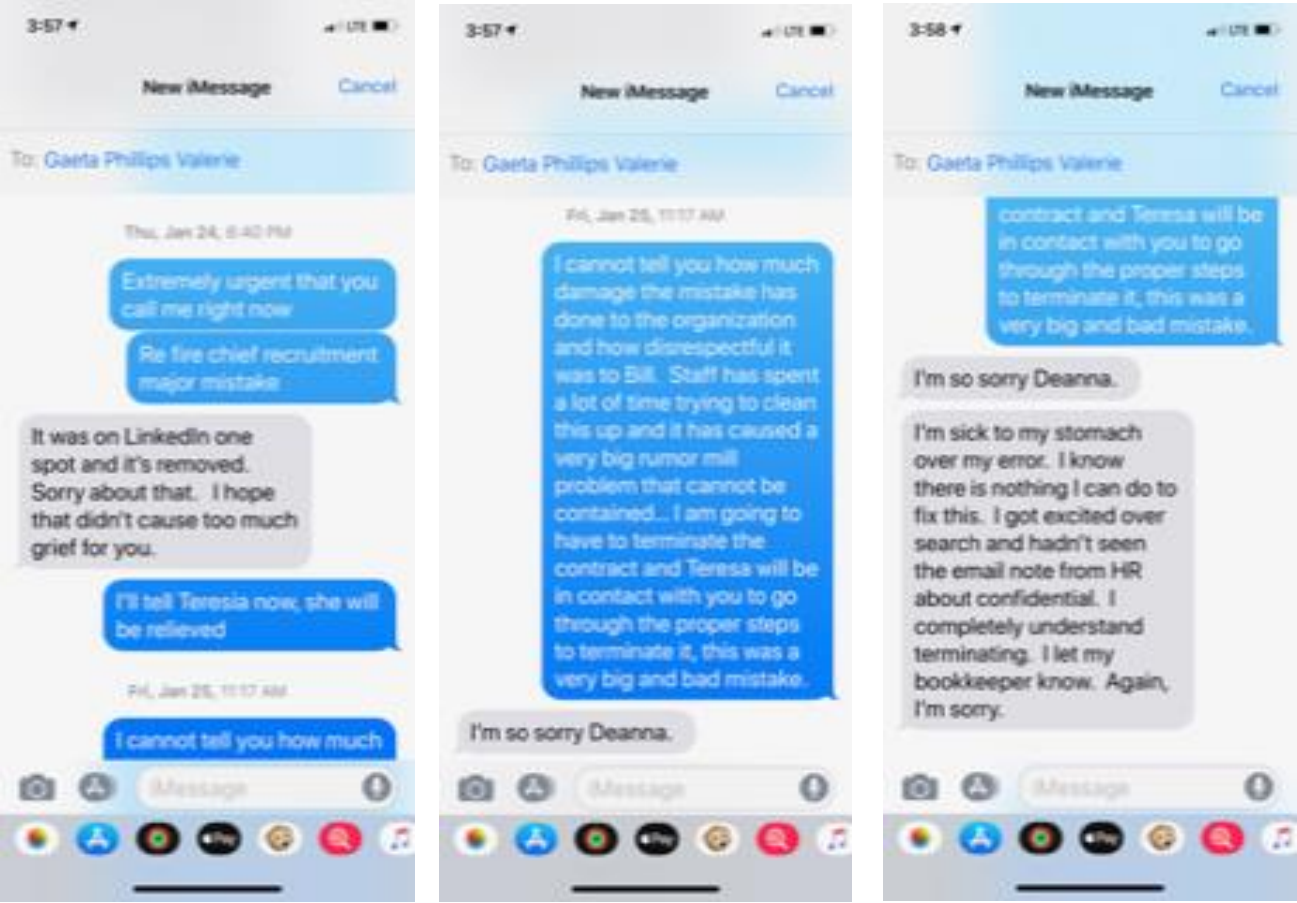 3:57
LTE
New iMessage
Cancel
To: Gaeta Phillips Valerie
Thu, Jan 24, 6:40 PM
Extremely urgent that you
call me right now
Re fire chief recruitment
major mistake
It was on LinkedIn one
spot and it's removed.
Sorry about that. I hope
that didn't cause too much
grief for you.
I'll tell Teresia now, she will
be relieved
Fri, Jan 25, 11:17 AM
I cannot tell you how much
iMessage
Pay
3:57
LTE
New iMessage
Cancel
To: Gaeta Phillips Valerie
Fri, Jan 25, 11:17 AM
I cannot tell you how much
damage the mistake has
done to the organization
and how disrespectful it
was to Bill. Staff has spent
a lot of time trying to clean
this up and it has caused a
very big rumor mill
problem that cannot be
contained... I am going to
have to terminate the
contract and Teresa will be
in contact with you to go
through the proper steps
to terminate it, this was a
very big and bad mistake.
I'm so sorry Deanna.
iMessage
Pay
3:58
LTE
New iMessage
Cancel
To: Gaeta Phillips Valerie
contract and Teresa will be
in contact with you to go
through the proper steps
to terminate it, this was a
very big and bad mistake.
I'm so sorry Deanna.
I'm sick to my stomach
over my error. I know
there is nothing I can do to
fix this. I got excited over
search and hadn't seen
the email note from HR
about confidential. I
completely understand
terminating. I let my
bookkeeper know. Again,
I'm sorry.
iMessage
Pay